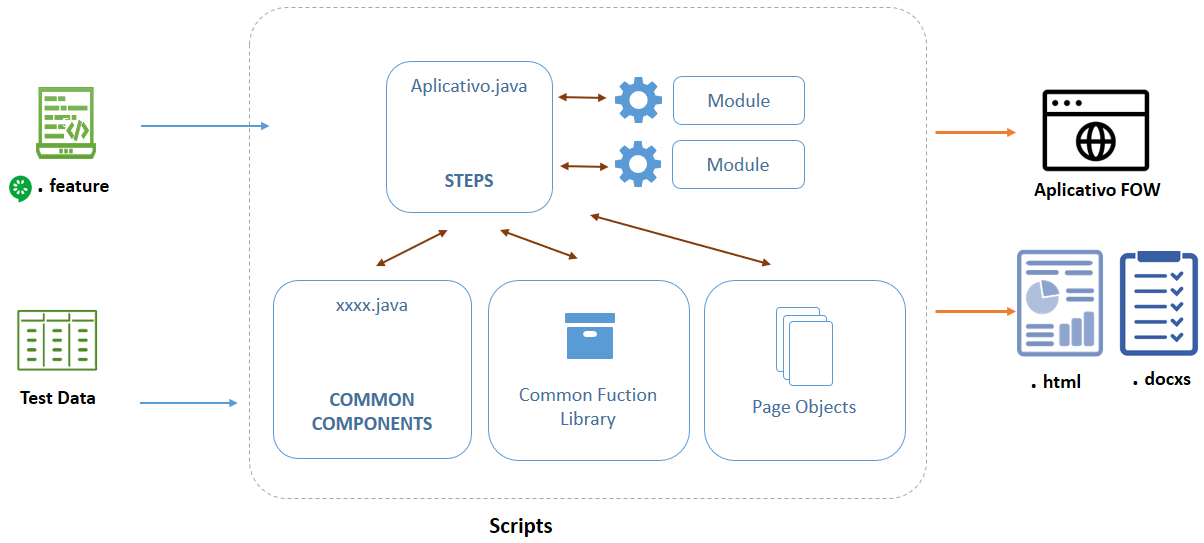 Aplicativo.java
STEPS
Module
Module
. feature
Aplicativo FOW
xxxx.java
COMMON
COMPONENTS
Common Fuction
Library
Page Objects
Test Data
. html
. docxs
Scripts